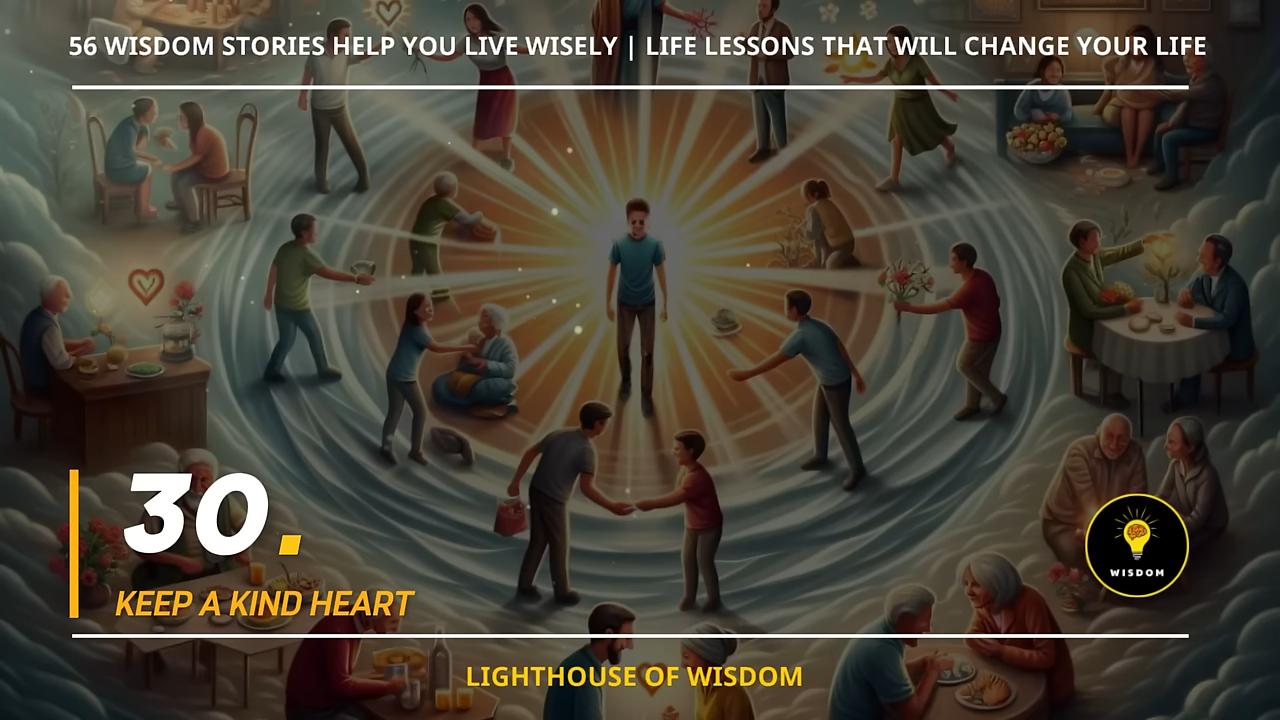 56 WISDOM STORIES HELP YOU LIVE WISELY | LIFE LESSONS THAT WILL CHANGE YOUR LIFE
30.
KEEP A KIND HEART
WISDOM
LIGHTHOUSE OF WISDOM